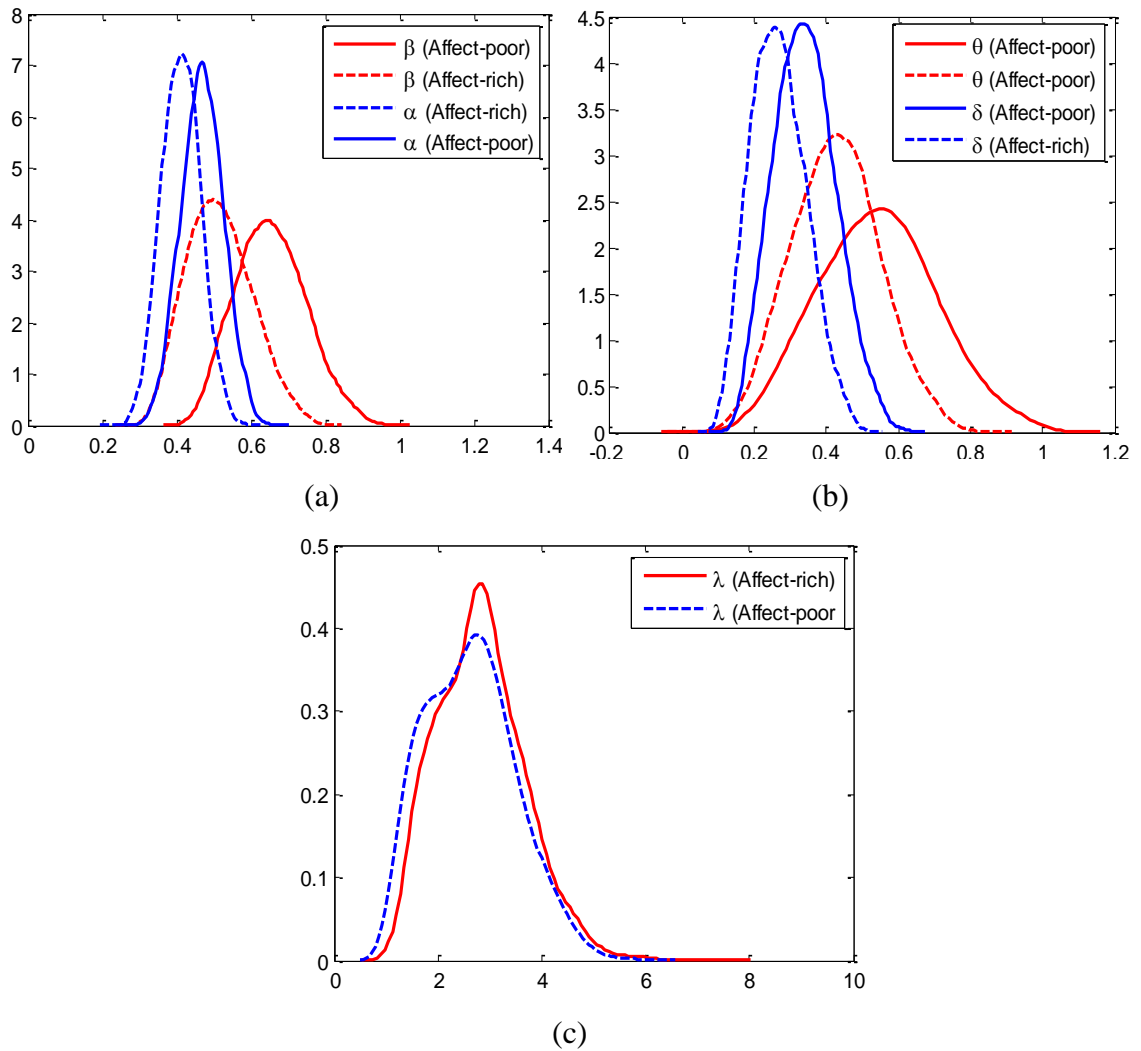 8
7
6
5
4
3
2
1
0
0 0.2 0.4 0.6 0.8 1 1.2 1.4
β (Affect-poor)
β (Affect-rich)
α (Affect-rich)
α (Affect-poor)
(a)
4.5
4
3.5
3
2.5
2
1.5
1
0.5
0
-0.2 0 0.2 0.4 0.6 0.8 1 1.2
θ (Affect-poor)
θ (Affect-poor)
δ (Affect-poor)
δ (Affect-rich)
(b)
0.5
0.4
0.3
0.2
0.1
0
0 2 4 6 8 10
λ (Affect-rich)
λ (Affect-poor
(c)